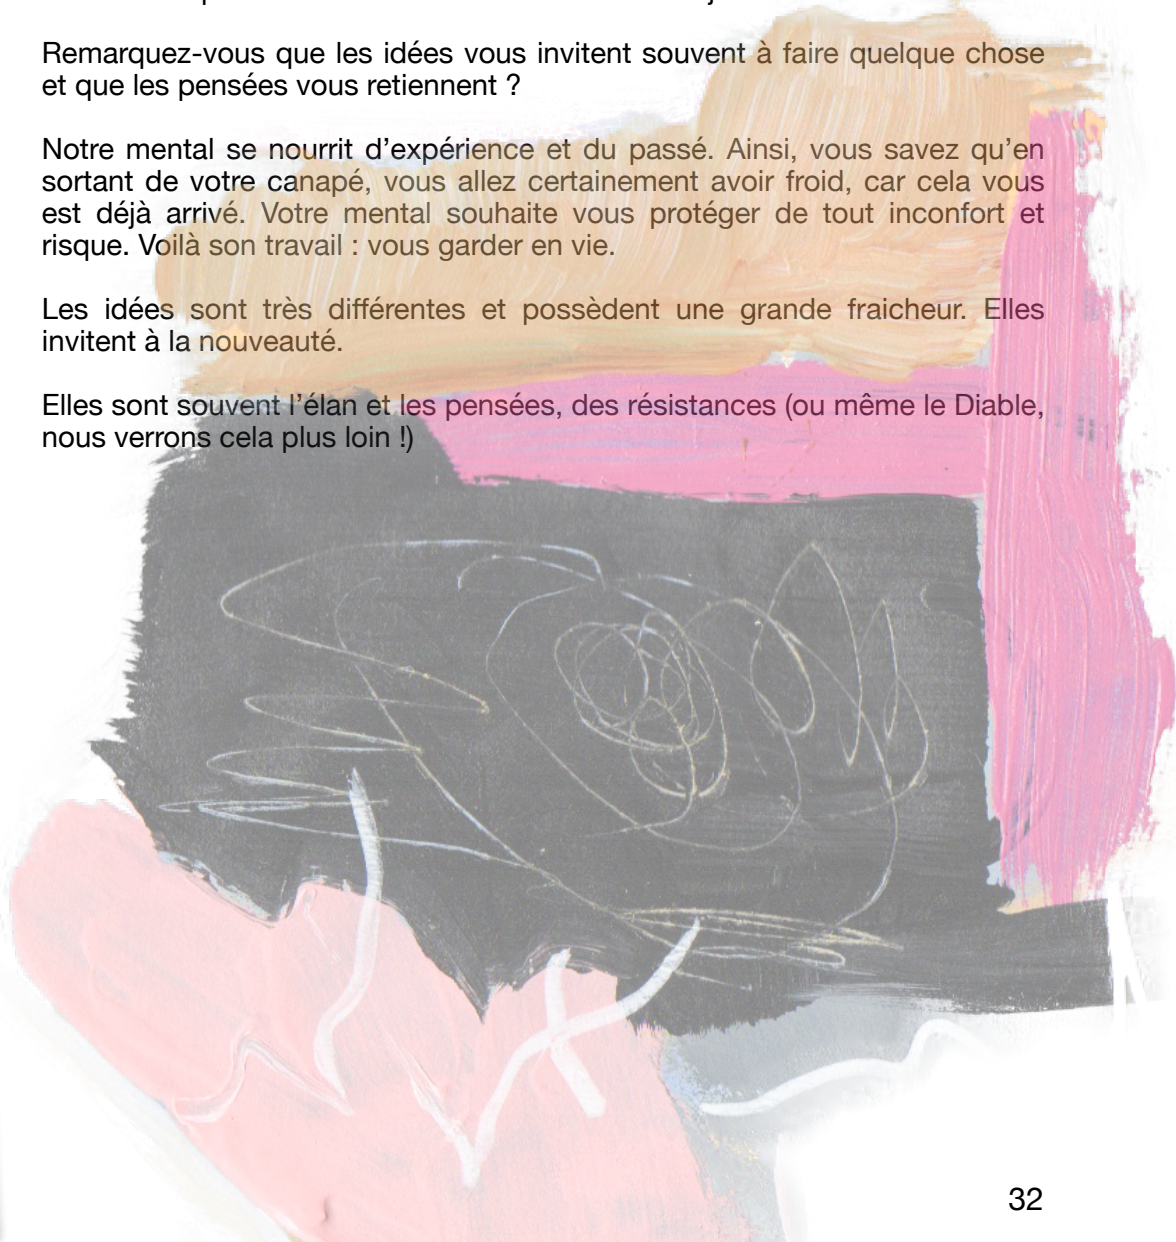 Remarquez-vous que les idées vous invitent souvent à faire quelque chose
et que les pensées vous retiennent ?
Notre mental se nourrit d'expérience et du passé. Ainsi, vous savez qu'en
sortant de votre canapé, vous allez certainement avoir froid, car cela vous
est déjà arrivé. Votre mental souhaite vous protéger de tout inconfort et
risque. Voilà son travail : vous garder en vie.
Les idées sont très différentes et possèdent une grande fraicheur. Elles
invitent à la nouveauté.
Elles sont souvent l'élan et les pensées, des résistances (ou même le Diable,
nous verrons cela plus loin !)
32